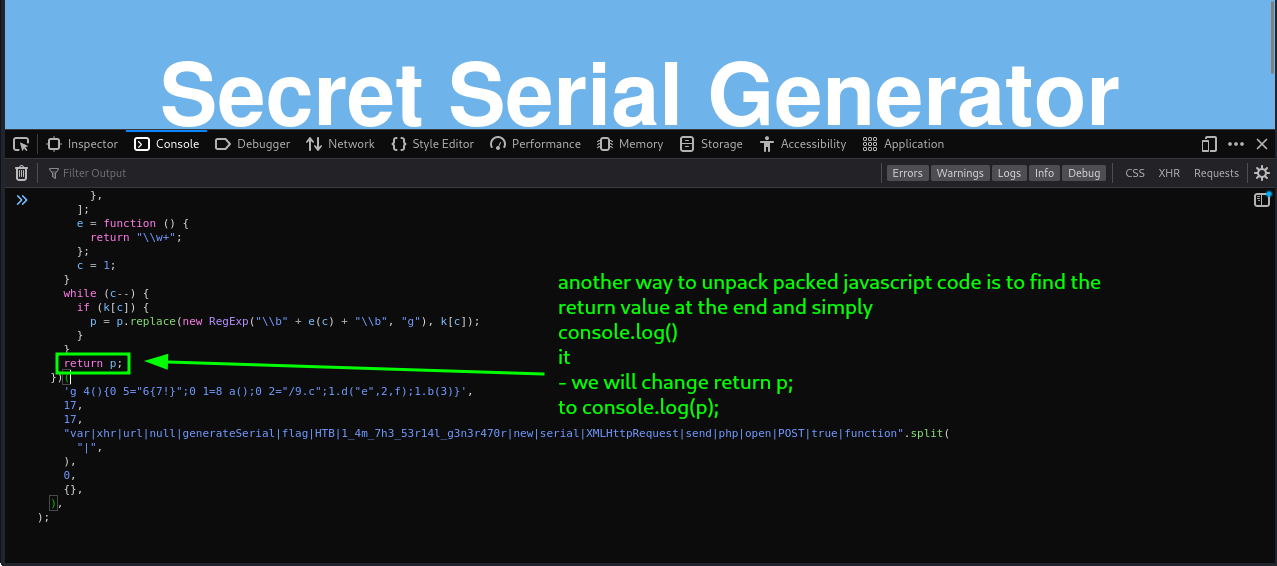 Secret Serial Generator
Inspector Console Debugger Network {} Style Editor Performance Memory Storage Accessibility Application
Filter Output Errors Warnings Logs Info Debug CSS XHR Requests
},
];
e = function () {
return "\\w+";
};
c = 1;
}
while (c--) {
if (k[c]) {
p = p.replace(new RegExp("\\b" + e(c) + "\\b", "g"), k[c]);
}
}
return p;
})(
'g 4(){0 5="6{7!}";0 1=8 a();0 2="/9.c";1.d("e",2,f);1.b(3)}',
17,
17,
"var|xhr|url|null|generateSerial|flag|HTB|1_4m_7h3_53r14l_g3n3r470r|new|serial|XMLHttpRequest|send|php|open|POST|true|function".split(
"|",
),
0,
{},
),
);
another way to unpack packed javascript code is to find the
return value at the end and simply
console.log()
it
- we will change return p;
to console.log(p);